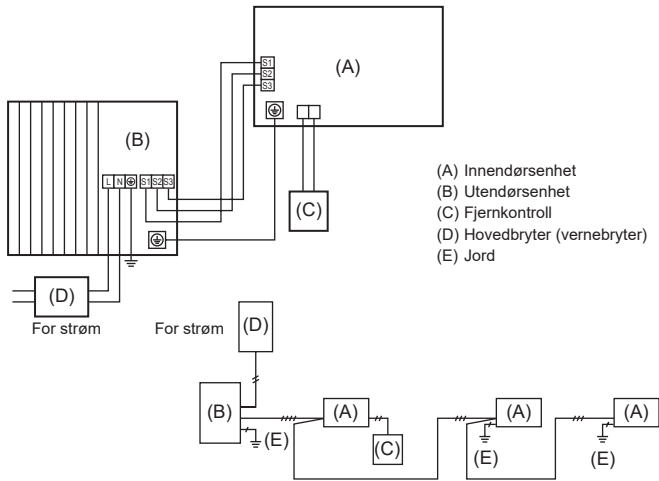 (A)
S1
S2
S3
(B)
L N S1 S2 S3
(C)
(A) Innendørsenhet
(B) Utendørsenhet
(C) Fjernkontroll
(D) Hovedbryter (vernebryter)
(E) Jord
(D)
For strøm
For strøm
(D)
(B)
(E)
(A)
(C)
(A)
(E)
(A)
(E)